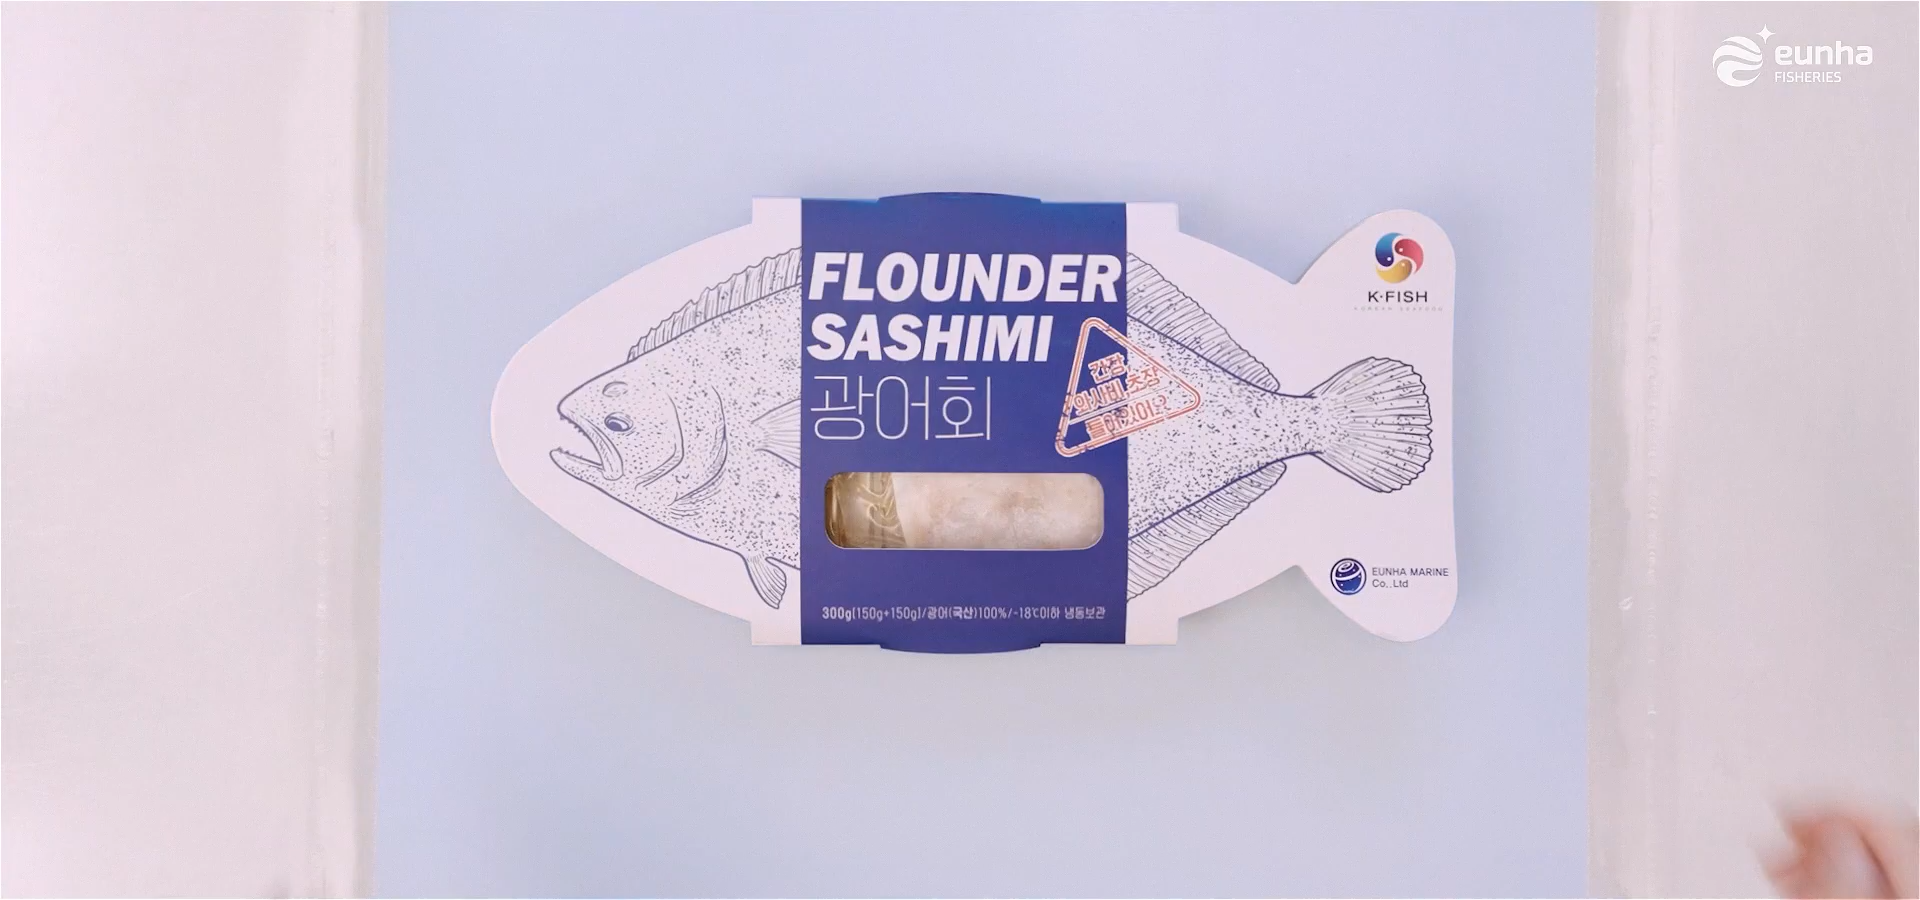 eunha
FISHERIES
FLOUNDER
SASHIMI
광어회
간장
와사비 초장
들어있어요?
K·FISH
KOREAN SEAFOOD
EUNHA MARINE
Co.,Ltd
300g[150g+150g]/광어(국산)100%/-18℃이하 냉동보관